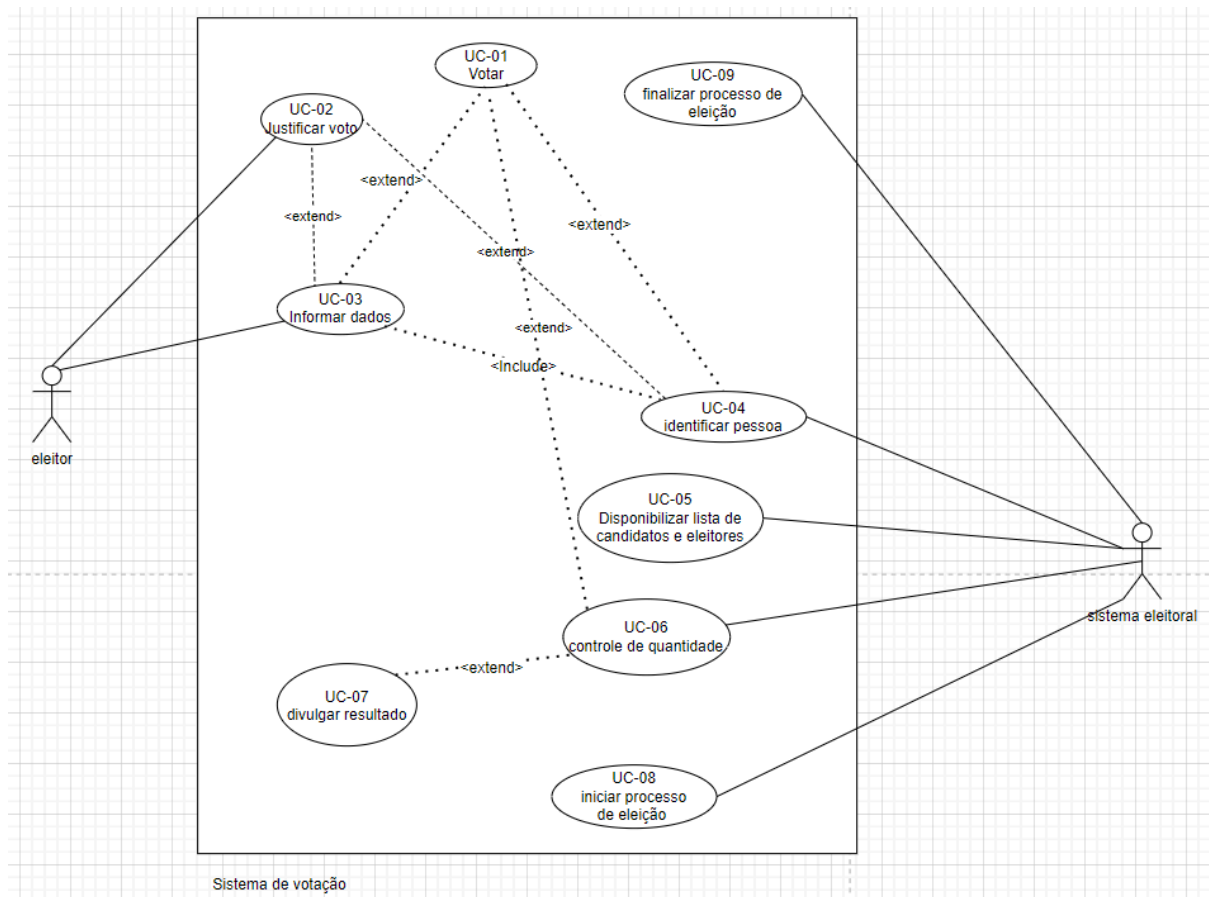 UC-01
Votar
UC-09
finalizar processo de
eleição
UC-02
Justificar voto
<extend>
<extend>
<extend>
<extend>
UC-03
Informar dados
<extend>
<Include>
UC-04
identificar pessoa
eleitor
UC-05
Disponibilizar lista de
candidatos e eleitores
sistema eleitoral
UC-06
controle de quantidade
<extend>
UC-07
divulgar resultado
UC-08
iniciar processo
de eleição
Sistema de votação